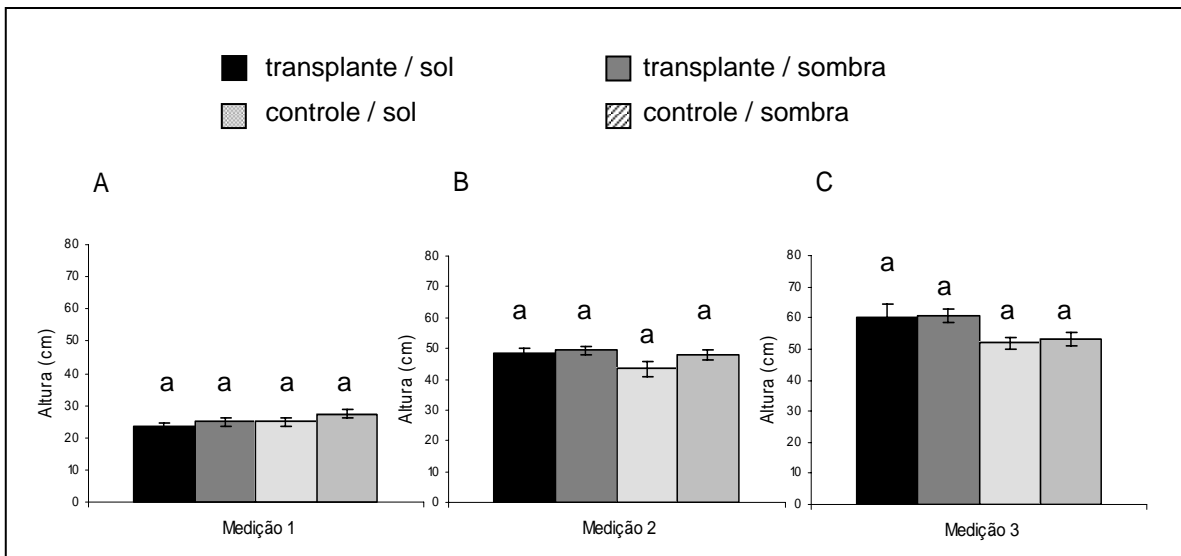 transplante / sol
transplante / sombra
controle / sol
controle / sombra
A
B
C
80
70
60
50
40
30
20
10
0
Altura (cm)
a a a a
Medição 1
80
70
60
50
40
30
20
10
0
Altura (cm)
a a a a
Medição 2
80
70
60
50
40
30
20
10
0
Altura (cm)
a a a a
Medição 3